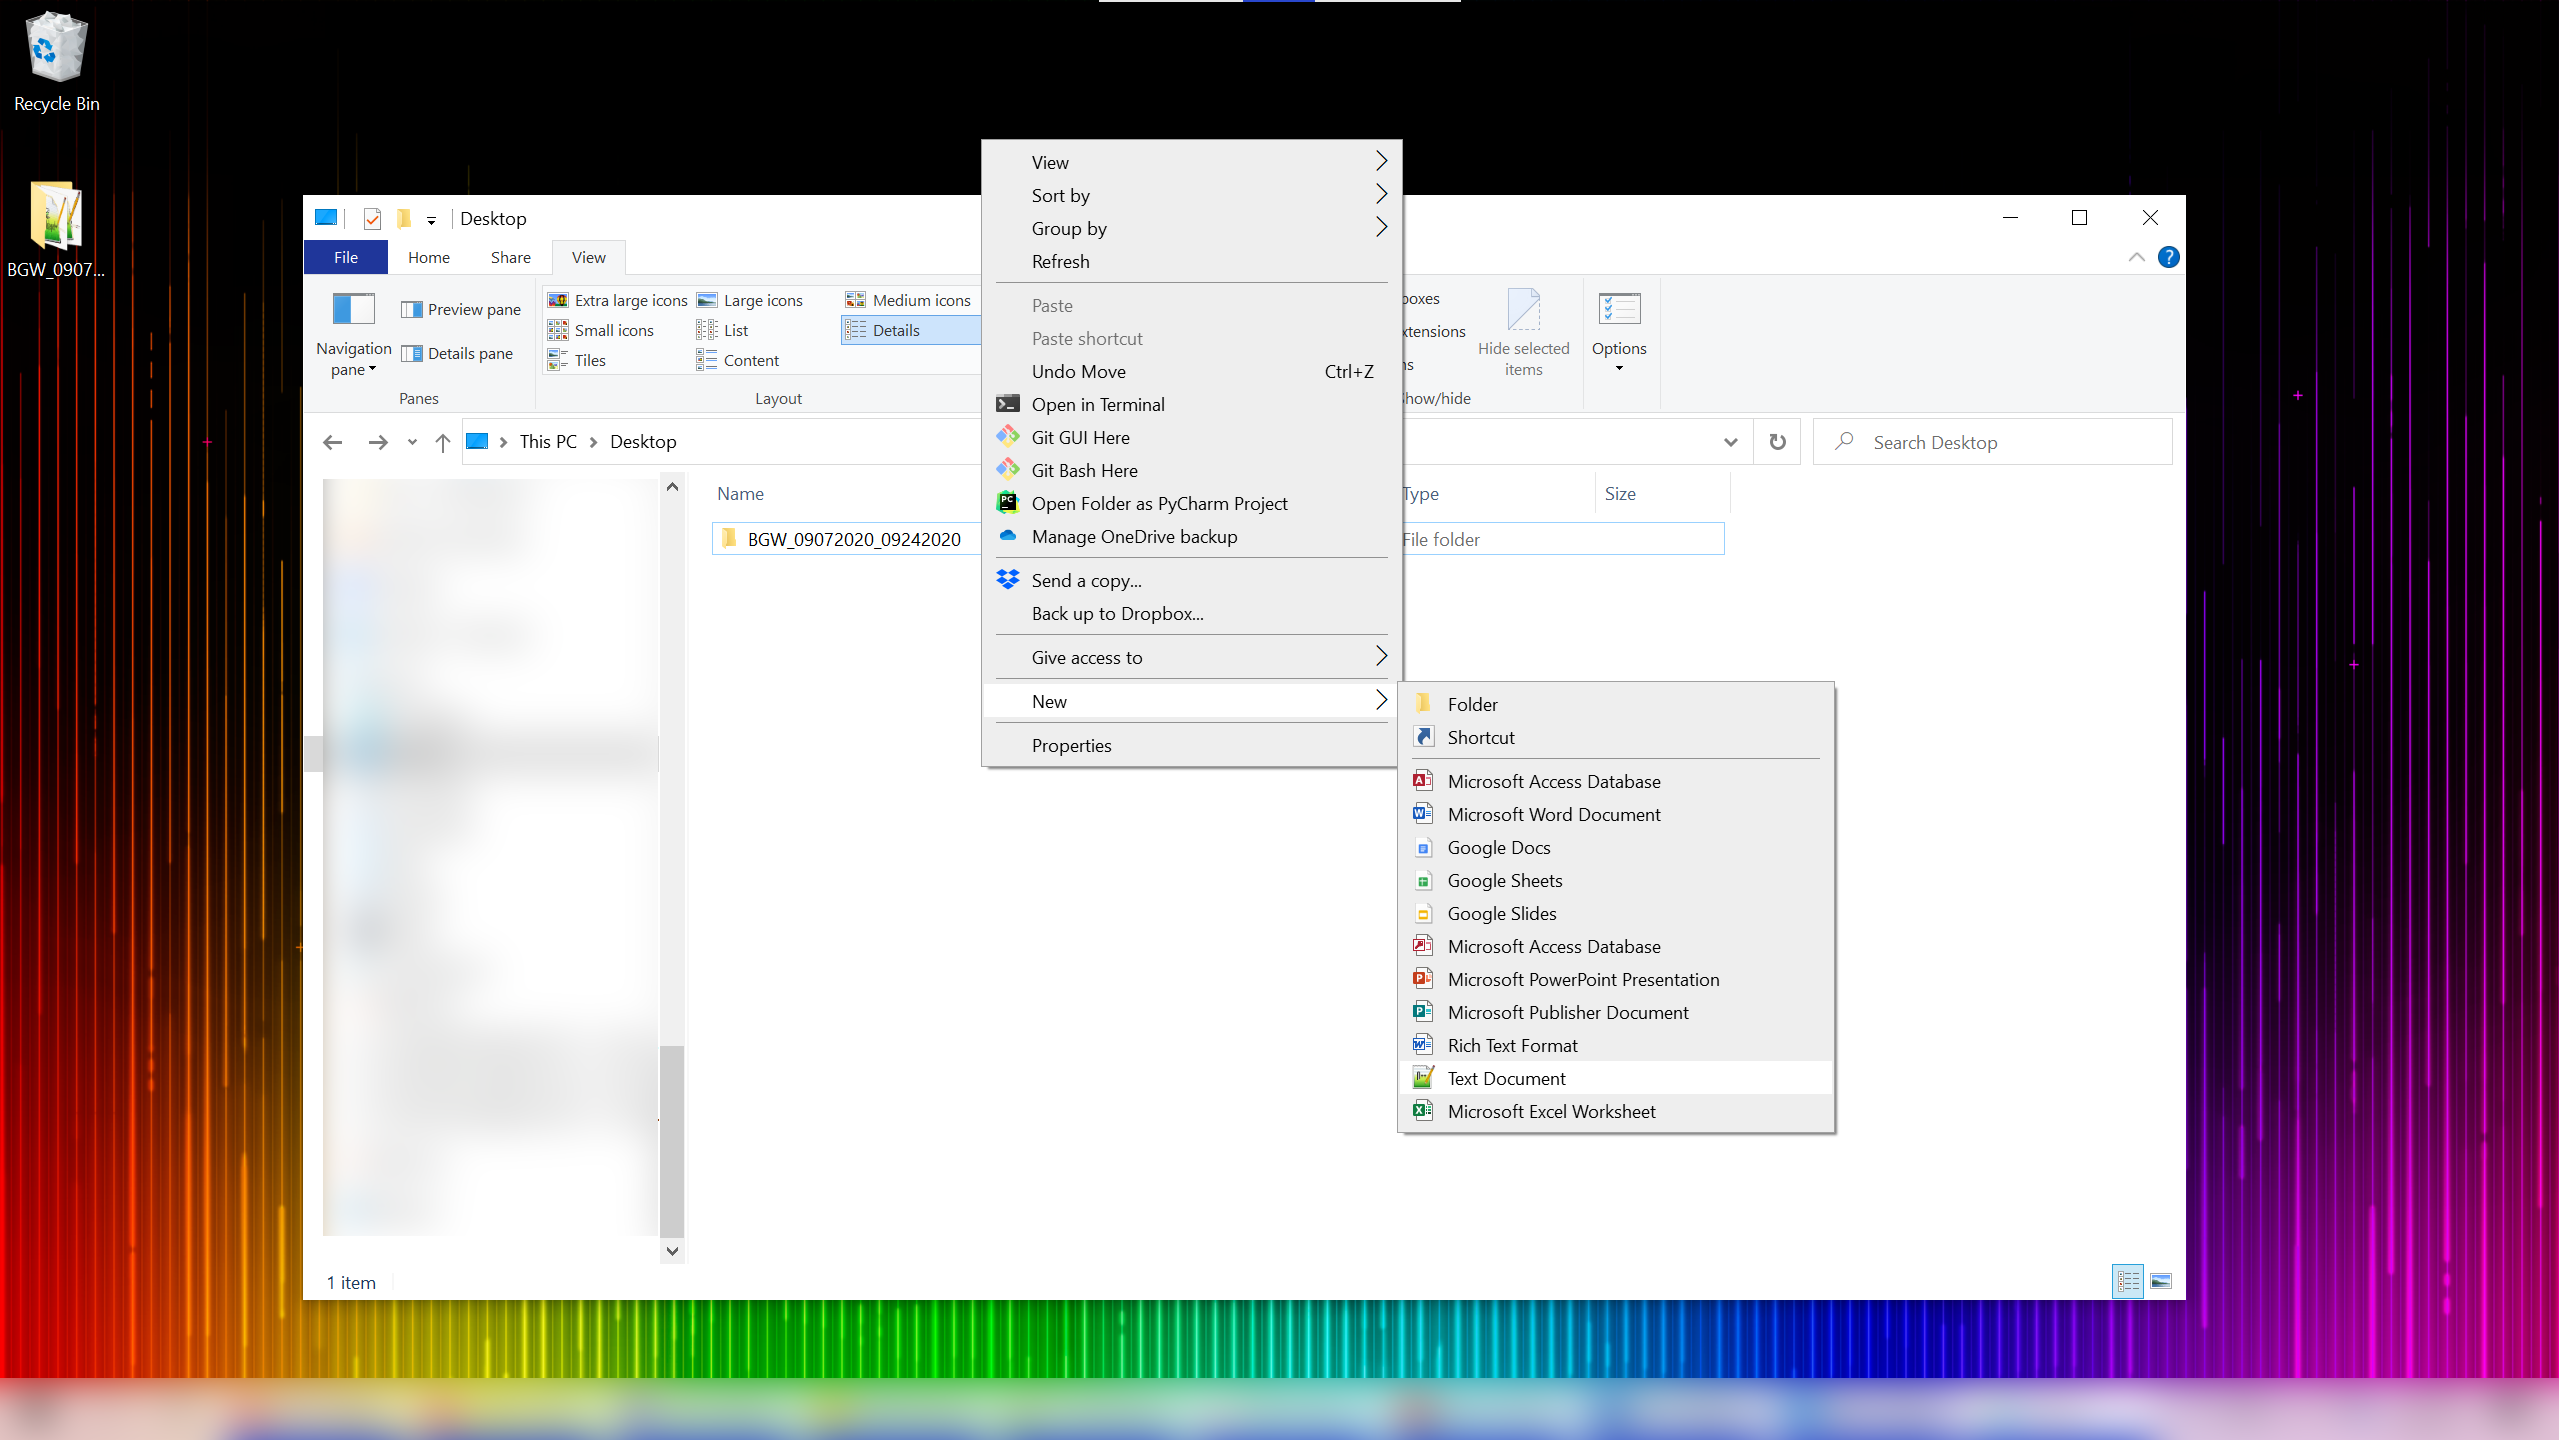 Recycle Bin
BGW_0907...
Desktop
File
Home
Share
View
Navigation pane
Preview pane
Details pane
Panes
Extra large icons
Large icons
Medium icons
Small icons
List
Details
Tiles
Content
Layout
boxes
xtensions
ns
Hide selected items
Show/hide
Options
This PC
Desktop
Search Desktop
Name
Type
Size
BGW_09072020_09242020
File folder
1 item
View
Sort by
Group by
Refresh
Paste
Paste shortcut
Undo Move Ctrl+Z
Open in Terminal
Git GUI Here
Git Bash Here
Open Folder as PyCharm Project
Manage OneDrive backup
Send a copy...
Back up to Dropbox...
Give access to
New
Properties
Folder
Shortcut
Microsoft Access Database
Microsoft Word Document
Google Docs
Google Sheets
Google Slides
Microsoft Access Database
Microsoft PowerPoint Presentation
Microsoft Publisher Document
Rich Text Format
Text Document
Microsoft Excel Worksheet